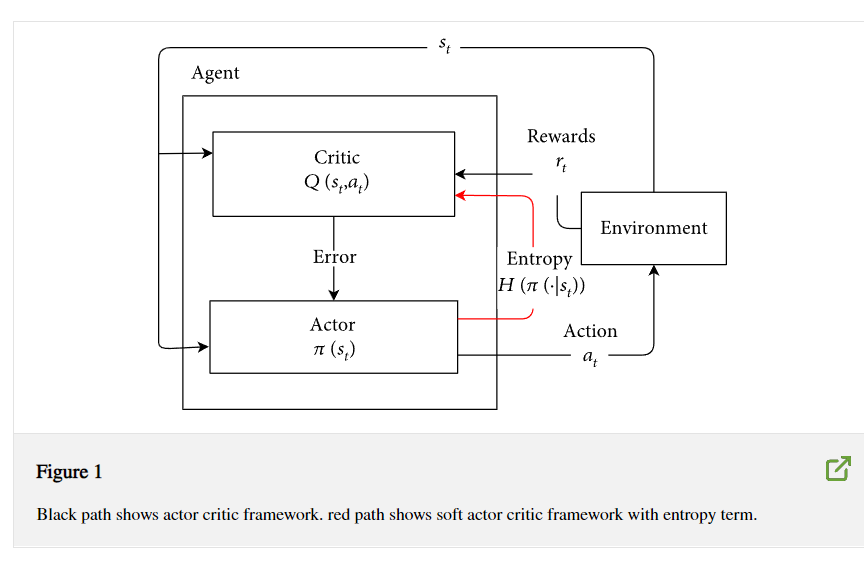 s_t
Agent
Rewards
r_t
Critic
Q (s_t,a_t)
Environment
Error
Entropy
H (π (·|s_t))
Actor
π (s_t)
Action
a_t
Figure 1
Black path shows actor critic framework. red path shows soft actor critic framework with entropy term.